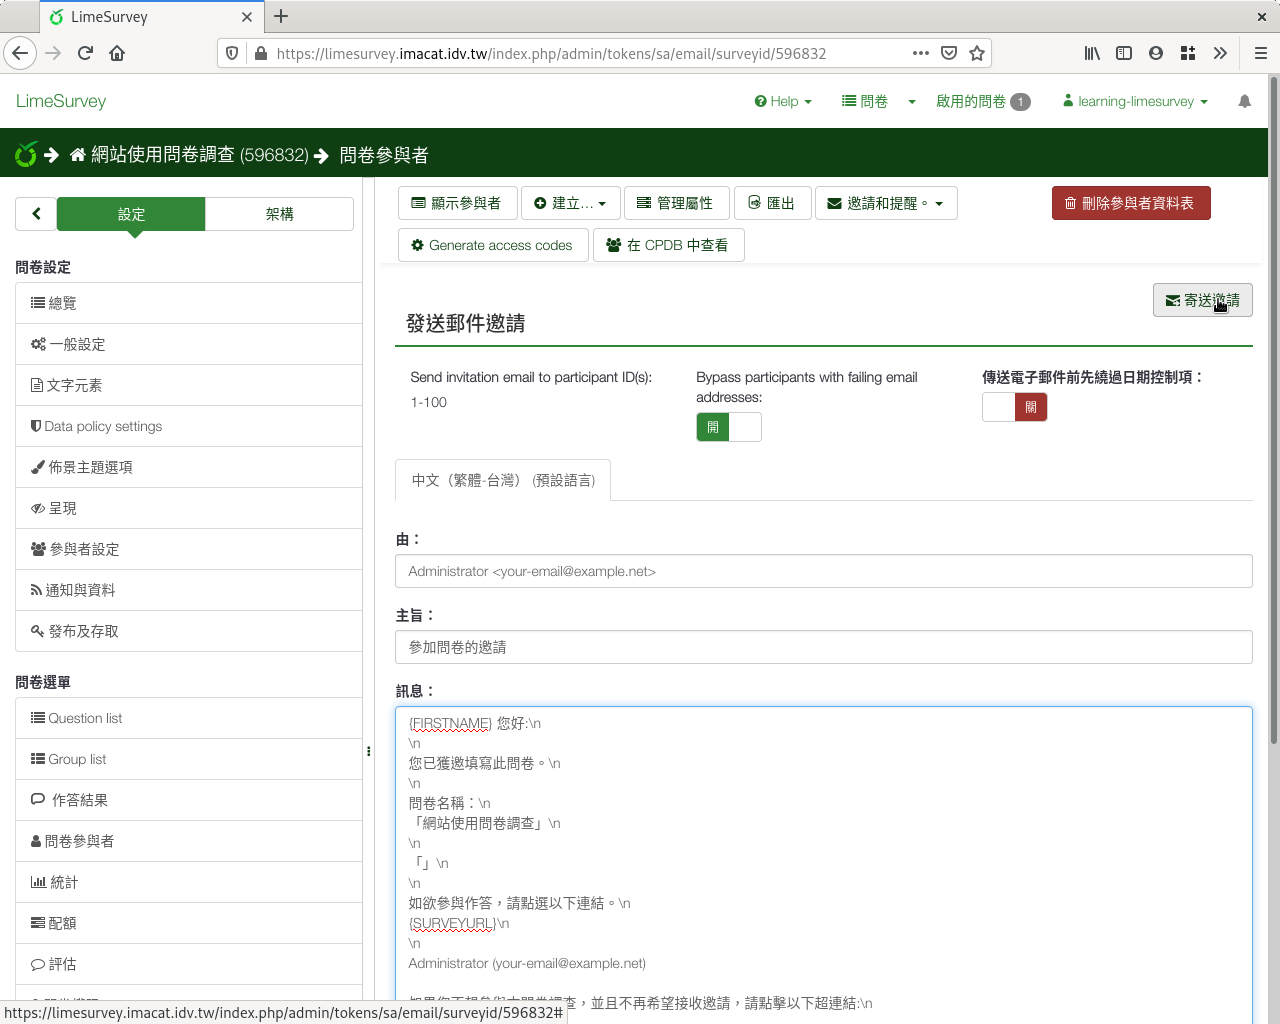 LimeSurvey
https://limesurvey.imacat.idv.tw/index.php/admin/tokens/sa/email/surveyid/596832
LimeSurvey
Help
問卷
啟用的問卷 1
learning-limesurvey
網站使用問卷調查 (596832)
問卷參與者
設定
架構
問卷設定
總覽
一般設定
文字元素
Data policy settings
佈景主題選項
呈現
參與者設定
通知與資料
發布及存取
問卷選單
Question list
Group list
作答結果
問卷參與者
統計
配額
評估
顯示參與者
建立...
管理屬性
匯出
邀請和提醒。
刪除參與者資料表
Generate access codes
在 CPDB 中查看
寄送邀請
發送郵件邀請
Send invitation email to participant ID(s):
1-100
Bypass participants with failing email
addresses:
開
傳送電子郵件前先繞過日期控制項：
關
中文（繁體-台灣） (預設語言)
由：
Administrator <your-email@example.net>
主旨：
參加問卷的邀請
訊息：
{FIRSTNAME} 您好:\n
\n
您已獲邀填寫此問卷。\n
\n
問卷名稱：\n
「網站使用問卷調查」\n
\n
「」\n
\n
如欲參與作答，請點選以下連結。\n
{SURVEYURL}\n
\n
Administrator (your-email@example.net)
查，並且不再希望接收邀請，請點擊以下超連結:\n
https://limesurvey.imacat.idv.tw/index.php/admin/tokens/sa/email/surveyid/596832#